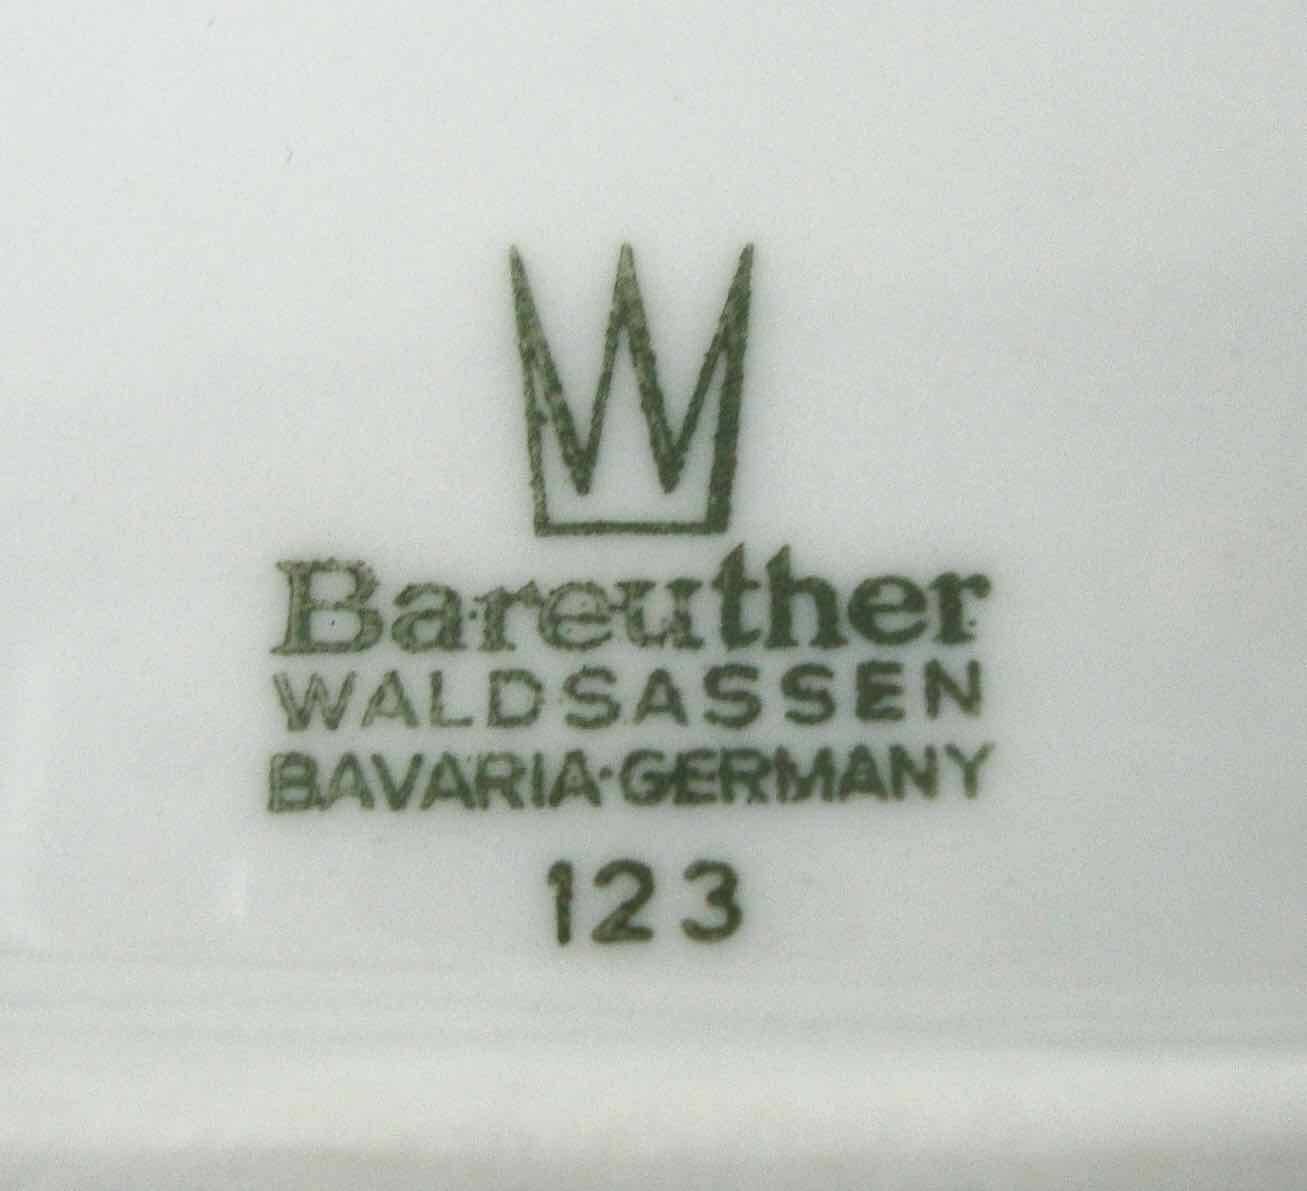 Bareuther
WALDSASSEN
BAVARIA·GERMANY
123